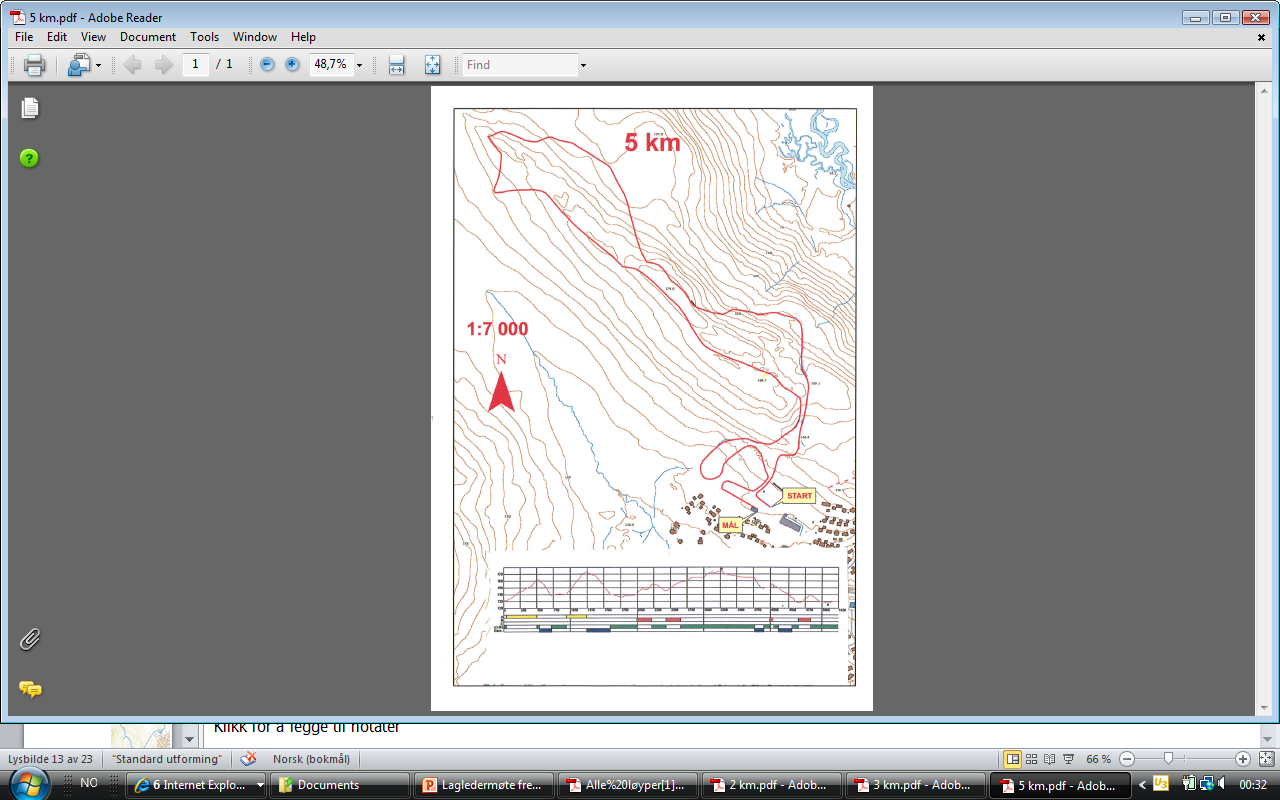 5 km.pdf - Adobe Reader
File Edit View Document Tools Window Help
1 / 1 48,7% Find
5 km
1:7 000
N
START
MÅL
Klikk for å legge til notater
Lysbilde 13 av 23 "Standard utforming" Norsk (bokmål) 66 %
NO 6 Internet Explo... Documents Lagledermøte fre... Alle%20løyper[1]... 2 km.pdf - Adob... 3 km.pdf - Adob... 5 km.pdf - Adob... 00:32